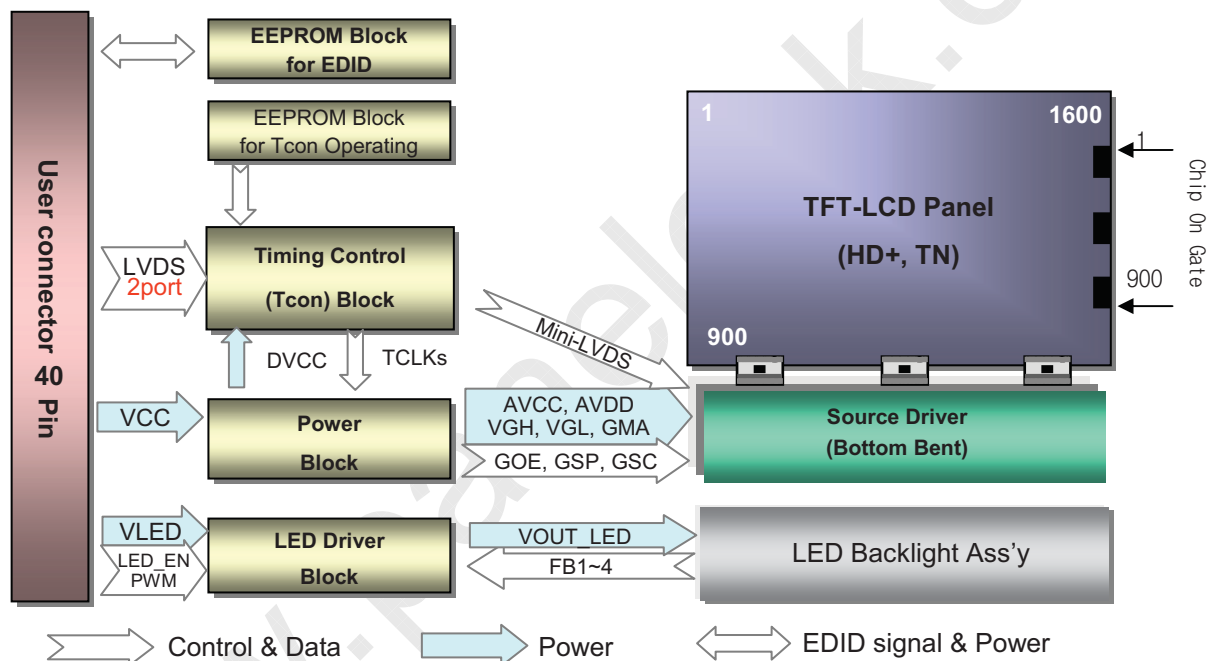 EEPROM Block
for EDID
EEPROM Block
for Tcon Operating
User connector 40 Pin
LVDS
2port
Timing Control
(Tcon) Block
DVCC
TCLKs
Mini-LVDS
VCC
Power
Block
AVCC, AVDD
VGH, VGL, GMA
GOE, GSP, GSC
VLED
LED_EN
PWM
LED Driver
Block
VOUT_LED
FB1~4
1
1600
TFT-LCD Panel
(HD+, TN)
900
1
900
Chip On Gate
Source Driver
(Bottom Bent)
LED Backlight Ass'y
Control & Data
Power
EDID signal & Power